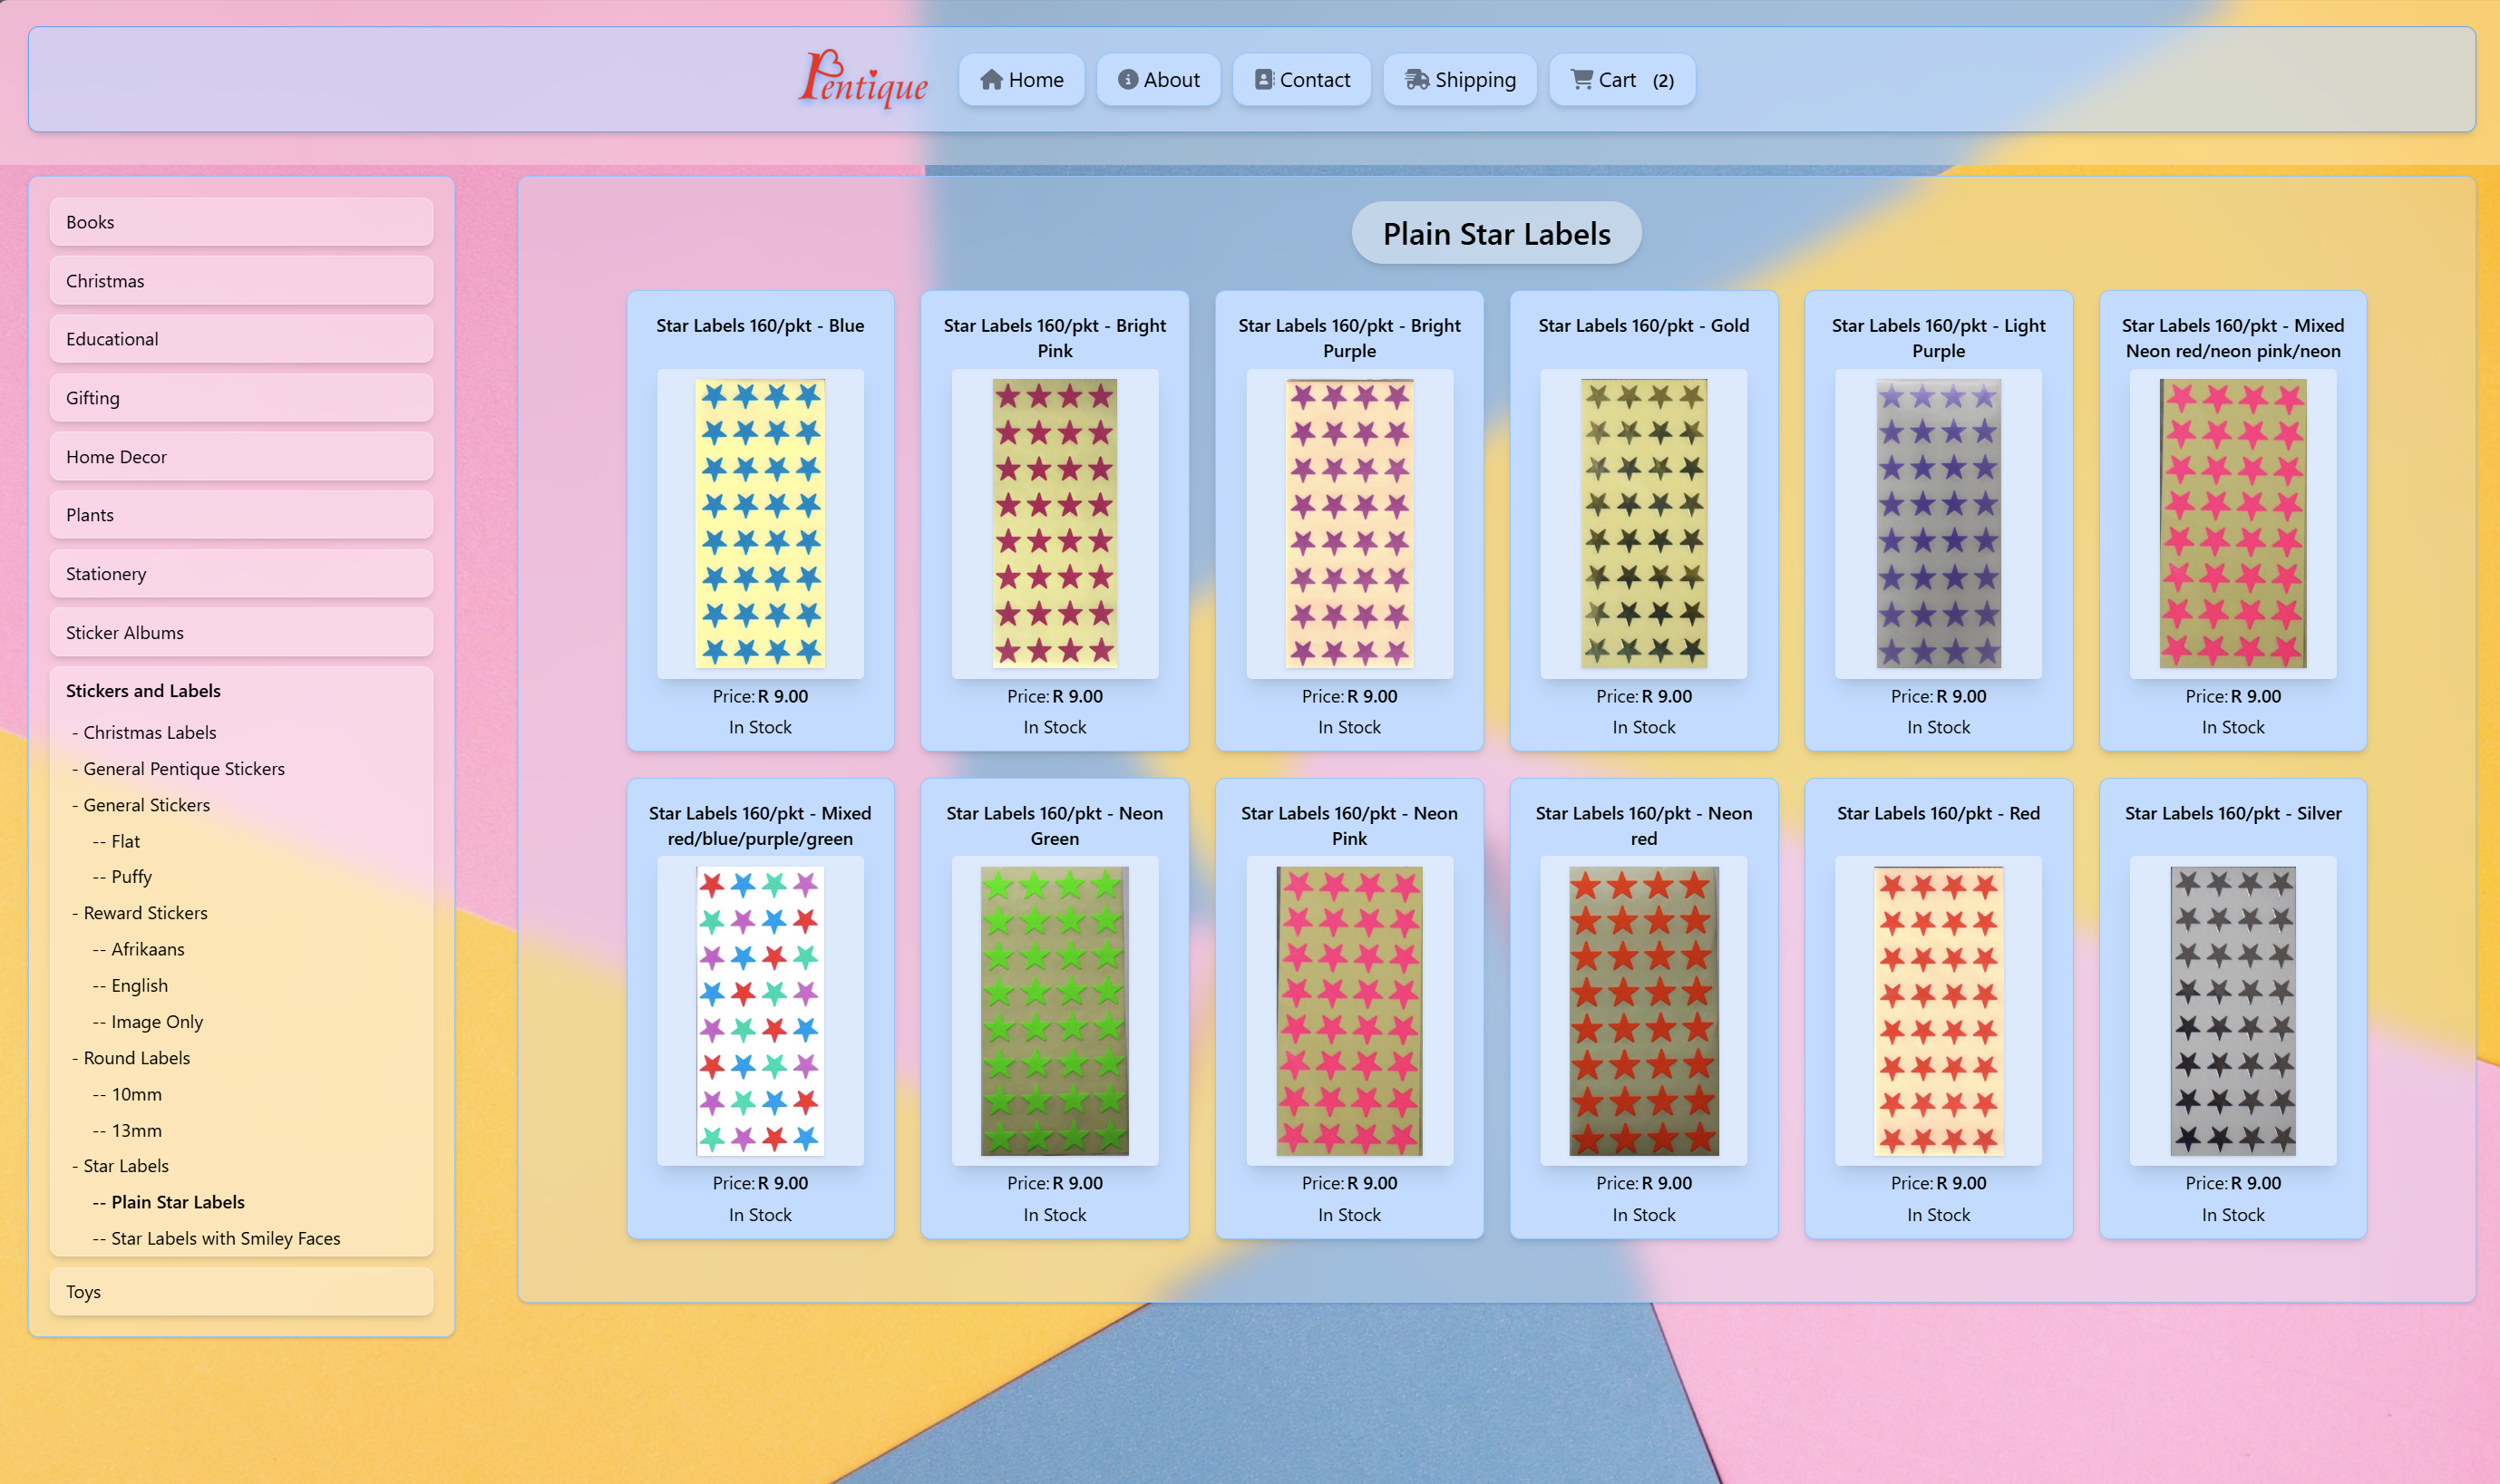 Pentique
Home
About
Contact
Shipping
Cart (2)
Books
Christmas
Educational
Gifting
Home Decor
Plants
Stationery
Sticker Albums
Stickers and Labels
- Christmas Labels
- General Pentique Stickers
- General Stickers
-- Flat
-- Puffy
- Reward Stickers
-- Afrikaans
-- English
-- Image Only
- Round Labels
-- 10mm
-- 13mm
- Star Labels
-- Plain Star Labels
-- Star Labels with Smiley Faces
Toys
Plain Star Labels
Star Labels 160/pkt - Blue
Price: R 9.00
In Stock
Star Labels 160/pkt - Bright
Pink
Price: R 9.00
In Stock
Star Labels 160/pkt - Bright
Purple
Price: R 9.00
In Stock
Star Labels 160/pkt - Gold
Price: R 9.00
In Stock
Star Labels 160/pkt - Light
Purple
Price: R 9.00
In Stock
Star Labels 160/pkt - Mixed
Neon red/neon pink/neon
Price: R 9.00
In Stock
Star Labels 160/pkt - Mixed
red/blue/purple/green
Price: R 9.00
In Stock
Star Labels 160/pkt - Neon
Green
Price: R 9.00
In Stock
Star Labels 160/pkt - Neon
Pink
Price: R 9.00
In Stock
Star Labels 160/pkt - Neon
red
Price: R 9.00
In Stock
Star Labels 160/pkt - Red
Price: R 9.00
In Stock
Star Labels 160/pkt - Silver
Price: R 9.00
In Stock